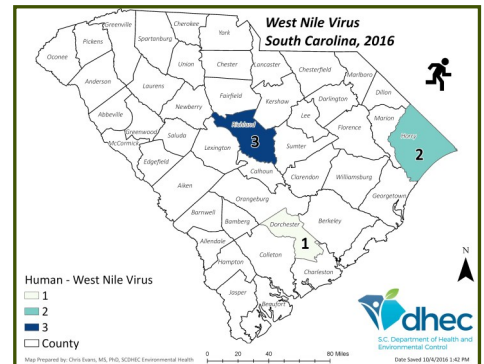 West Nile Virus
South Carolina, 2016
Oconee
Pickens
Greenville
Spartanburg
Cherokee
York
Union
Chester
Lancaster
Chesterfield
Marlboro
Dillon
Anderson
Laurens
Fairfield
Kershaw
Darlington
Marion
Horry
2
Abbeville
Greenwood
Newberry
Richland
3
Lee
Florence
McCormick
Saluda
Lexington
Sumter
Edgefield
Calhoun
Clarendon
Williamsburg
Aiken
Orangeburg
Georgetown
Barnwell
Bamberg
Dorchester
1
Berkeley
Allendale
Colleton
Charleston
Hampton
Jasper
Beaufort
N
Human - West Nile Virus
1
2
3
County
dhec
S.C. Department of Health and
Environmental Control
Map Prepared by: Chris Evans, MS, PhD, SCDHEC Environmental Health
0 20 40 80 Miles
Date Saved 10/4/2016 1:42 PM